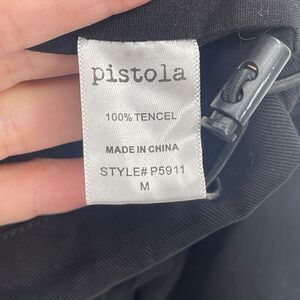 pistola
100% TENCEL
MADE IN CHINA
STYLE# P5911
M